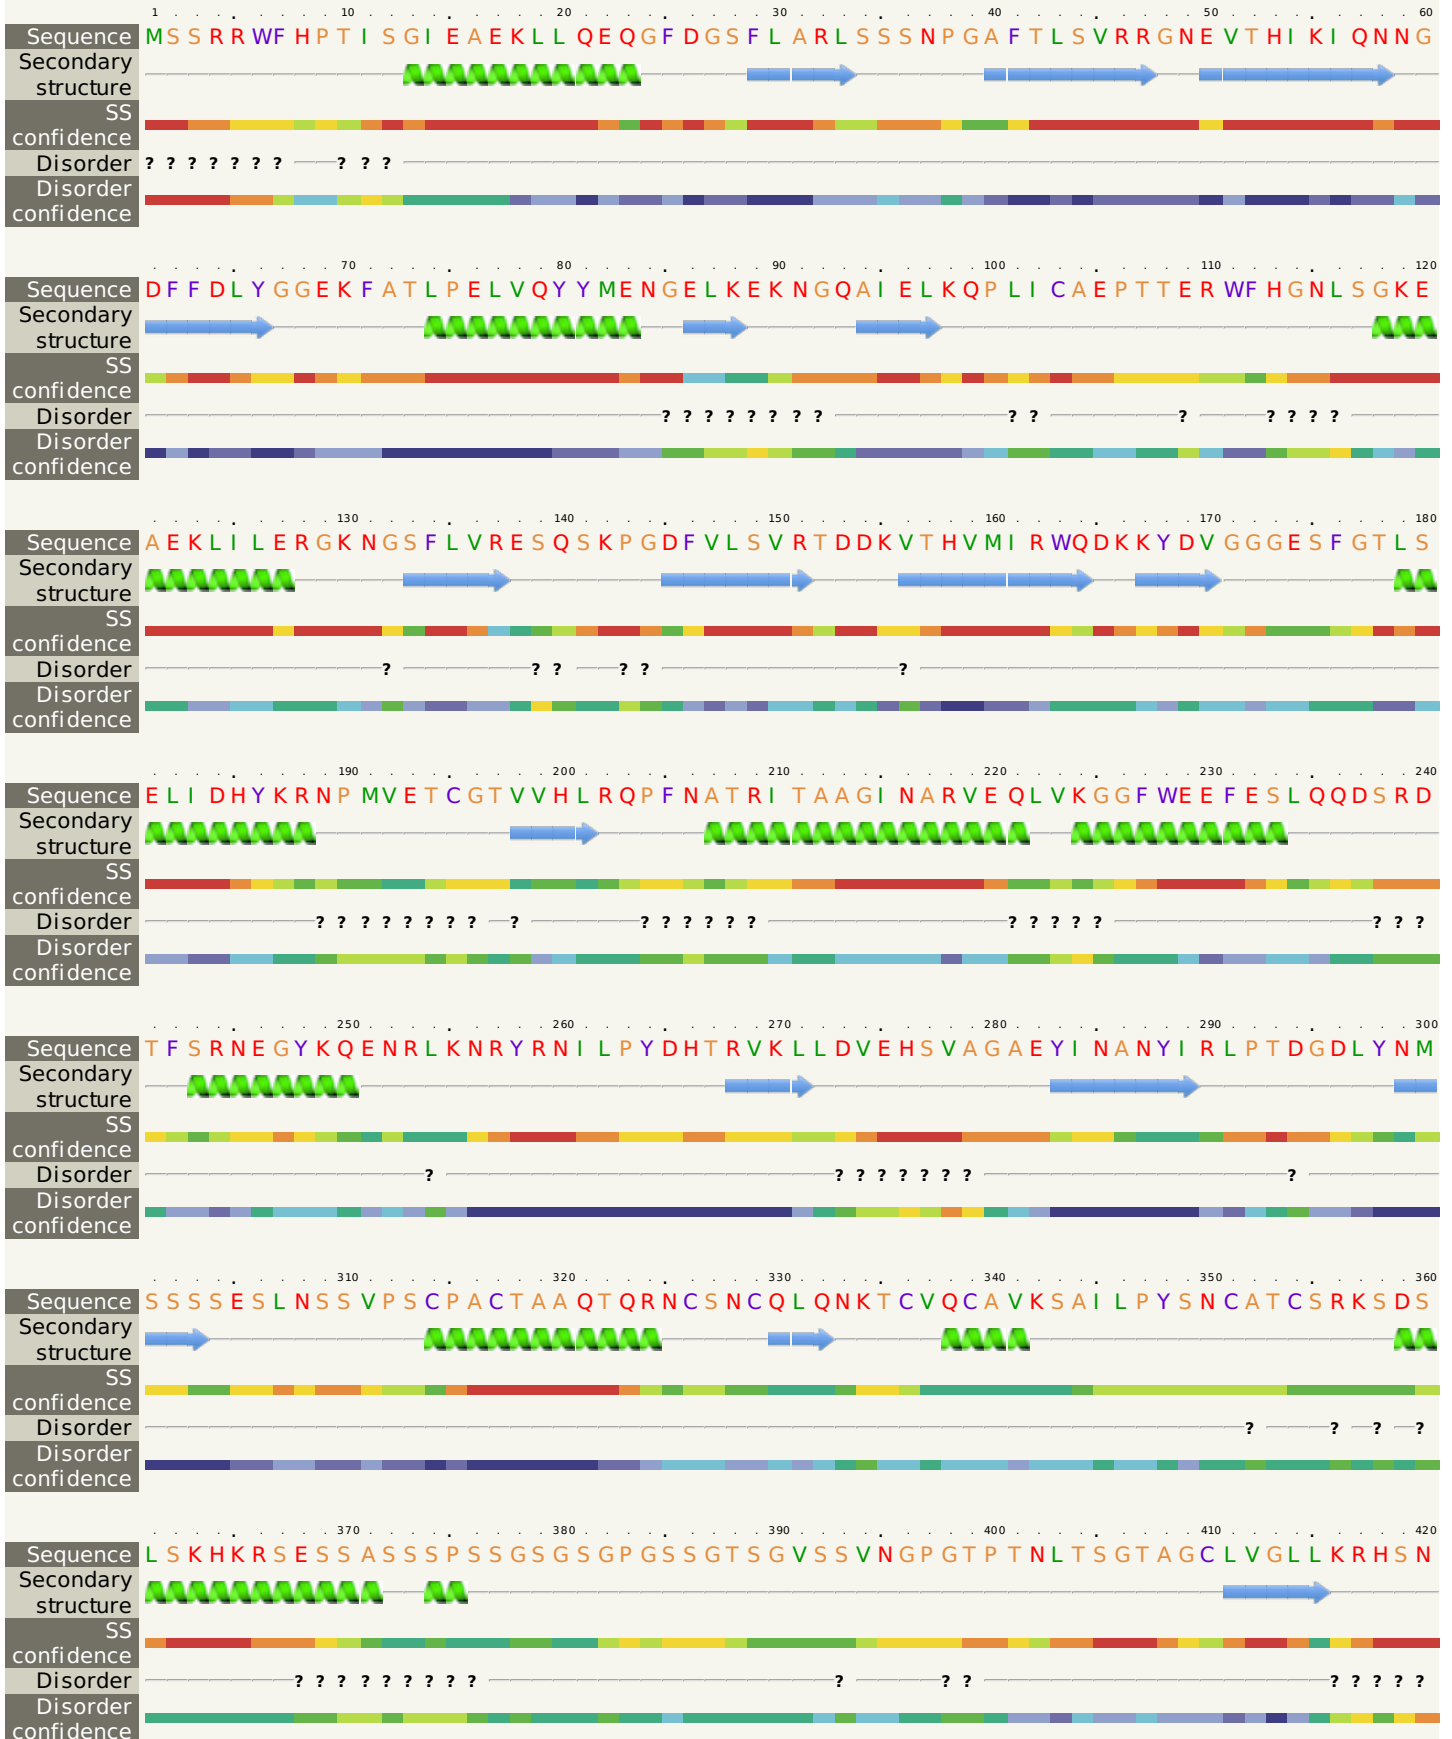 1 . . . . . . . . 10 . . . . . . . . . 20 . . . . . . . . . 30 . . . . . . . . . 40 . . . . . . . . . 50 . . . . . . . . . 60
Sequence MSSRRWFHPTISGIEAEKLLQEQGFDGSFLARLSSSNPGAFTLSVRRGNEVTHIKIQNNG
Secondary
structure
SS
confidence
Disorder ? ? ? ? ? ? ? ? ? ?
Disorder
confidence
. . . . . . . . . 70 . . . . . . . . . 80 . . . . . . . . . 90 . . . . . . . . . 100 . . . . . . . . . 110 . . . . . . . . . 120
Sequence DFFDLYGGEKFATLPELVQYYMENGELKEKNGQAIELKQPLICAEPTTERWFHGNLSGKE
Secondary
structure
SS
confidence
Disorder ? ? ? ? ? ? ? ? ? ? ? ? ? ? ?
Disorder
confidence
. . . . . . . . . 130 . . . . . . . . . 140 . . . . . . . . . 150 . . . . . . . . . 160 . . . . . . . . . 170 . . . . . . . . . 180
Sequence AEKLILERGKNGSFLVRESQSKPGDFVLSVRTDDKVTHVMIRWQDKKYDVGGGESFGTLS
Secondary
structure
SS
confidence
Disorder ? ? ? ? ? ?
Disorder
confidence
. . . . . . . . . 190 . . . . . . . . . 200 . . . . . . . . . 210 . . . . . . . . . 220 . . . . . . . . . 230 . . . . . . . . . 240
Sequence ELIDHYKRNPMVETCGTVVHLRQPFNATRITAAGINARVEQLVKGGFWEEFESLQQDSRD
Secondary
structure
SS
confidence
Disorder ? ? ? ? ? ? ? ? ? ? ? ? ? ? ? ? ? ? ? ? ? ? ? ?
Disorder
confidence
. . . . . . . . . 250 . . . . . . . . . 260 . . . . . . . . . 270 . . . . . . . . . 280 . . . . . . . . . 290 . . . . . . . . . 300
Sequence TFSRNEGYKQENRLKNRYRNILPYDHTRVKLLDVEHSVAGAEYINANYIRLPTDGDLYNM
Secondary
structure
SS
confidence
Disorder ? ? ? ? ? ? ? ? ?
Disorder
confidence
. . . . . . . . . 310 . . . . . . . . . 320 . . . . . . . . . 330 . . . . . . . . . 340 . . . . . . . . . 350 . . . . . . . . . 360
Sequence SSSSESLNSSVPSCPACTAAQTQRNCSNCQLQNKTCVQCAVKSAILPYSNCATCSRKSDS
Secondary
structure
SS
confidence
Disorder ? ? ? ?
Disorder
confidence
. . . . . . . . . 370 . . . . . . . . . 380 . . . . . . . . . 390 . . . . . . . . . 400 . . . . . . . . . 410 . . . . . . . . . 420
Sequence LSKHKRSESSASSSPSSGSGSGPGSSGTSGVSSVNGPGTPTNLTSGTAGCLVGLLKRHSN
Secondary
structure
SS
confidence
Disorder ? ? ? ? ? ? ? ? ? ? ? ? ? ? ? ? ?
Disorder
confidence